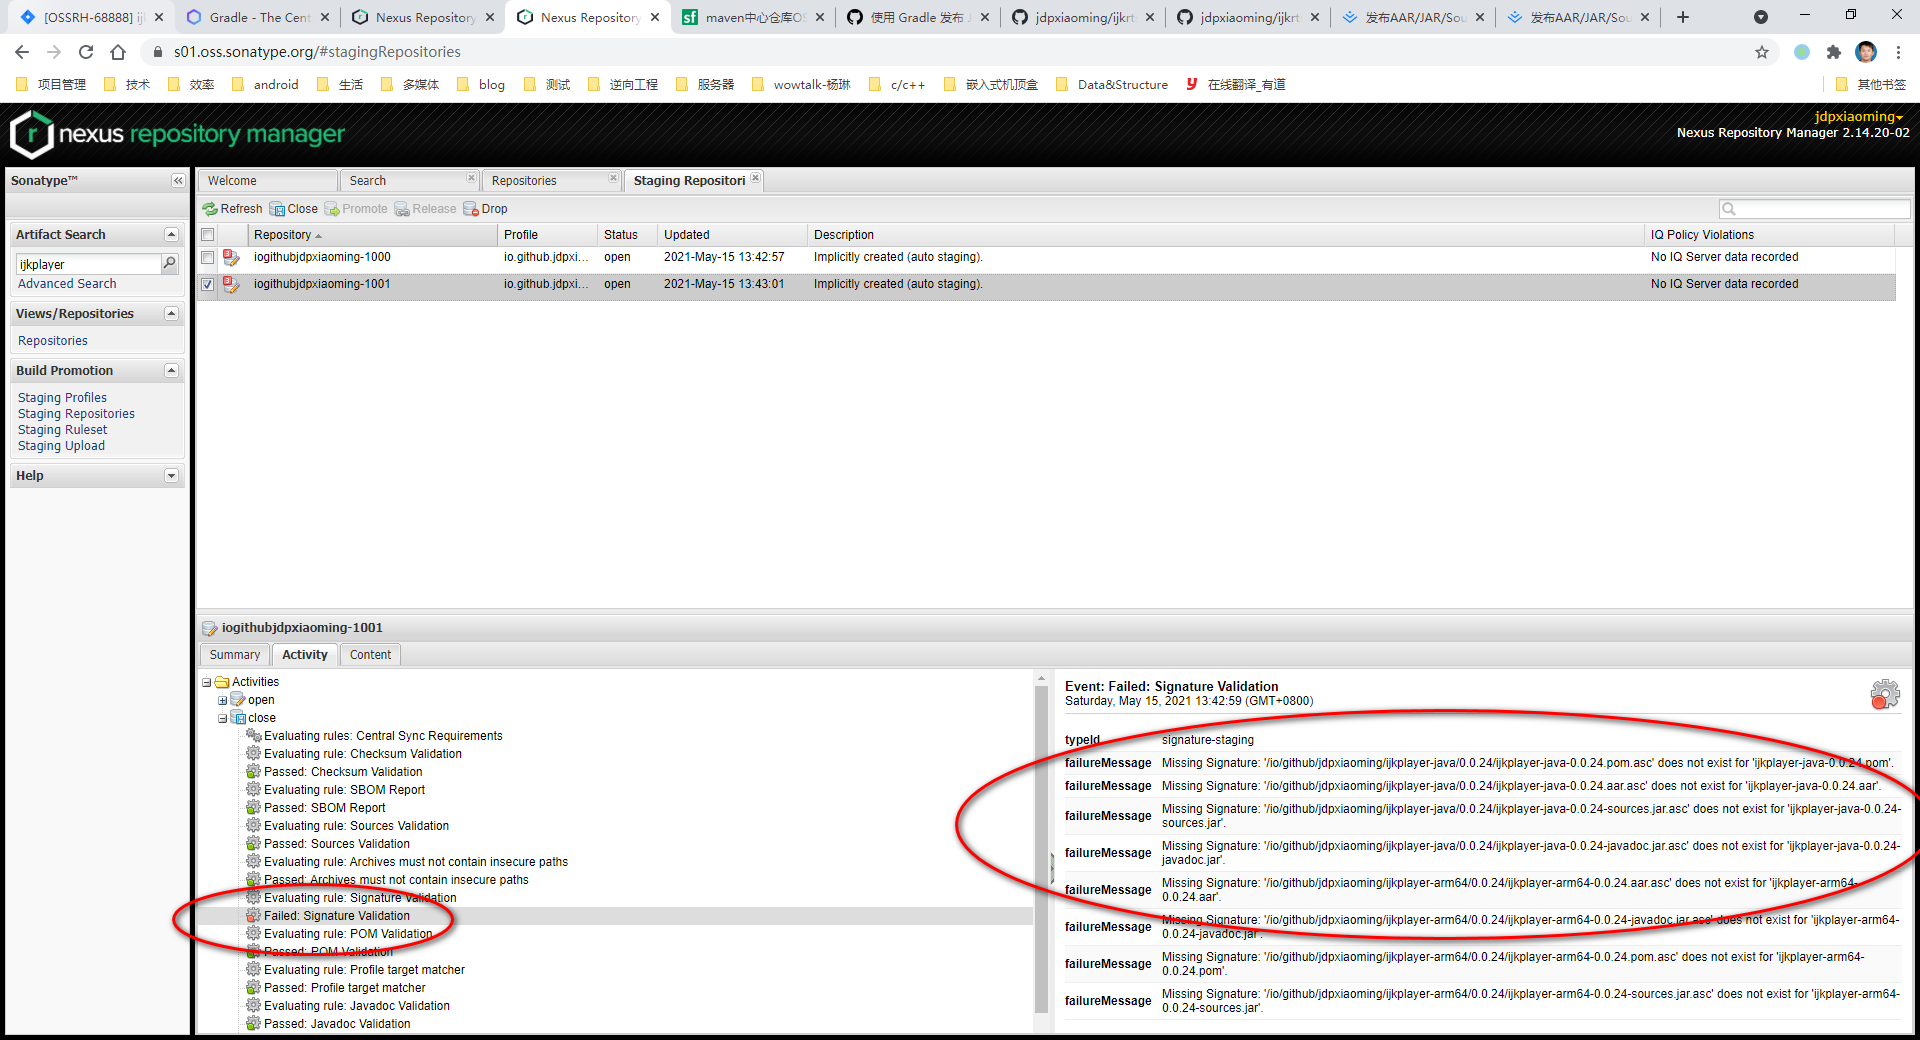 [OSSRH-68888] ij
Gradle - The Cent
Nexus Repository
Nexus Repository
maven中心仓库OS
使用 Gradle 发布 J
jdpxiaoming/ijkrt
jdpxiaoming/ijkrt
发布AAR/JAR/Sou
发布AAR/JAR/Sou
s01.oss.sonatype.org/#stagingRepositories
项目管理
技术
效率
android
生活
多媒体
blog
测试
逆向工程
服务器
wowtalk-杨琳
c/c++
嵌入式机顶盒
Data&Structure
在线翻译_有道
其他书签
nexus repository manager
jdpxiaoming
Nexus Repository Manager 2.14.20-02
Sonatype™
Artifact Search
ijkplayer
Advanced Search
Views/Repositories
Repositories
Build Promotion
Staging Profiles
Staging Repositories
Staging Ruleset
Staging Upload
Help
Welcome
Search
Repositories
Staging Repositori
Refresh
Close
Promote
Release
Drop
Repository Profile Status Updated Description IQ Policy Violations
iogithubjdpxiaoming-1000 io.github.jdpxi... open 2021-May-15 13:42:57 Implicitly created (auto staging). No IQ Server data recorded
iogithubjdpxiaoming-1001 io.github.jdpxi... open 2021-May-15 13:43:01 Implicitly created (auto staging). No IQ Server data recorded
iogithubjdpxiaoming-1001
Summary
Activity
Content
Activities
open
close
Evaluating rules: Central Sync Requirements
Evaluating rule: Checksum Validation
Passed: Checksum Validation
Evaluating rule: SBOM Report
Passed: SBOM Report
Evaluating rule: Sources Validation
Passed: Sources Validation
Evaluating rule: Archives must not contain insecure paths
Passed: Archives must not contain insecure paths
Evaluating rule: Signature Validation
Failed: Signature Validation
Evaluating rule: POM Validation
Passed: POM Validation
Evaluating rule: Profile target matcher
Passed: Profile target matcher
Evaluating rule: Javadoc Validation
Passed: Javadoc Validation
Event: Failed: Signature Validation
Saturday, May 15, 2021 13:42:59 (GMT+0800)
typeId signature-staging
failureMessage Missing Signature: '/io/github/jdpxiaoming/ijkplayer-java/0.0.24/ijkplayer-java-0.0.24.pom.asc' does not exist for 'ijkplayer-java-0.0.24.pom'.
failureMessage Missing Signature: '/io/github/jdpxiaoming/ijkplayer-java/0.0.24/ijkplayer-java-0.0.24.aar.asc' does not exist for 'ijkplayer-java-0.0.24.aar'.
failureMessage Missing Signature: '/io/github/jdpxiaoming/ijkplayer-java/0.0.24/ijkplayer-java-0.0.24-sources.jar.asc' does not exist for 'ijkplayer-java-0.0.24-
sources.jar'.
failureMessage Missing Signature: '/io/github/jdpxiaoming/ijkplayer-java/0.0.24/ijkplayer-java-0.0.24-javadoc.jar.asc' does not exist for 'ijkplayer-java-0.0.24-
javadoc.jar'.
failureMessage Missing Signature: '/io/github/jdpxiaoming/ijkplayer-arm64/0.0.24/ijkplayer-arm64-0.0.24.aar.asc' does not exist for 'ijkplayer-arm64-
0.0.24.aar'.
failureMessage Missing Signature: '/io/github/jdpxiaoming/ijkplayer-arm64/0.0.24/ijkplayer-arm64-0.0.24-javadoc.jar.asc' does not exist for 'ijkplayer-arm64-
0.0.24-javadoc.jar'.
failureMessage Missing Signature: '/io/github/jdpxiaoming/ijkplayer-arm64/0.0.24/ijkplayer-arm64-0.0.24.pom.asc' does not exist for 'ijkplayer-arm64-
0.0.24.pom'.
failureMessage Missing Signature: '/io/github/jdpxiaoming/ijkplayer-arm64/0.0.24/ijkplayer-arm64-0.0.24-sources.jar.asc' does not exist for 'ijkplayer-arm64-
0.0.24-sources.jar'.